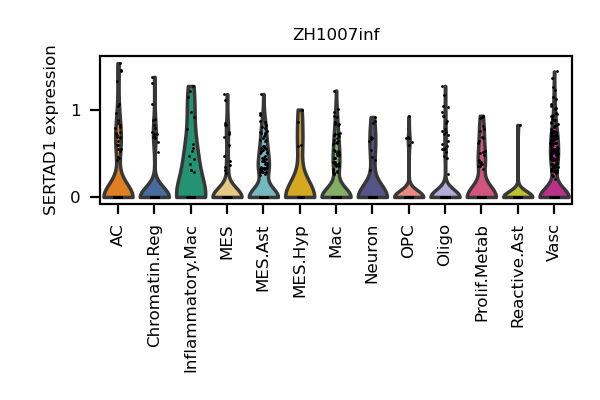 ZH1007inf
SERTAD1 expression
1
0
AC
Chromatin.Reg
Inflammatory.Mac
MES
MES.Ast
MES.Hyp
Mac
Neuron
OPC
Oligo
Prolif.Metab
Reactive.Ast
Vasc